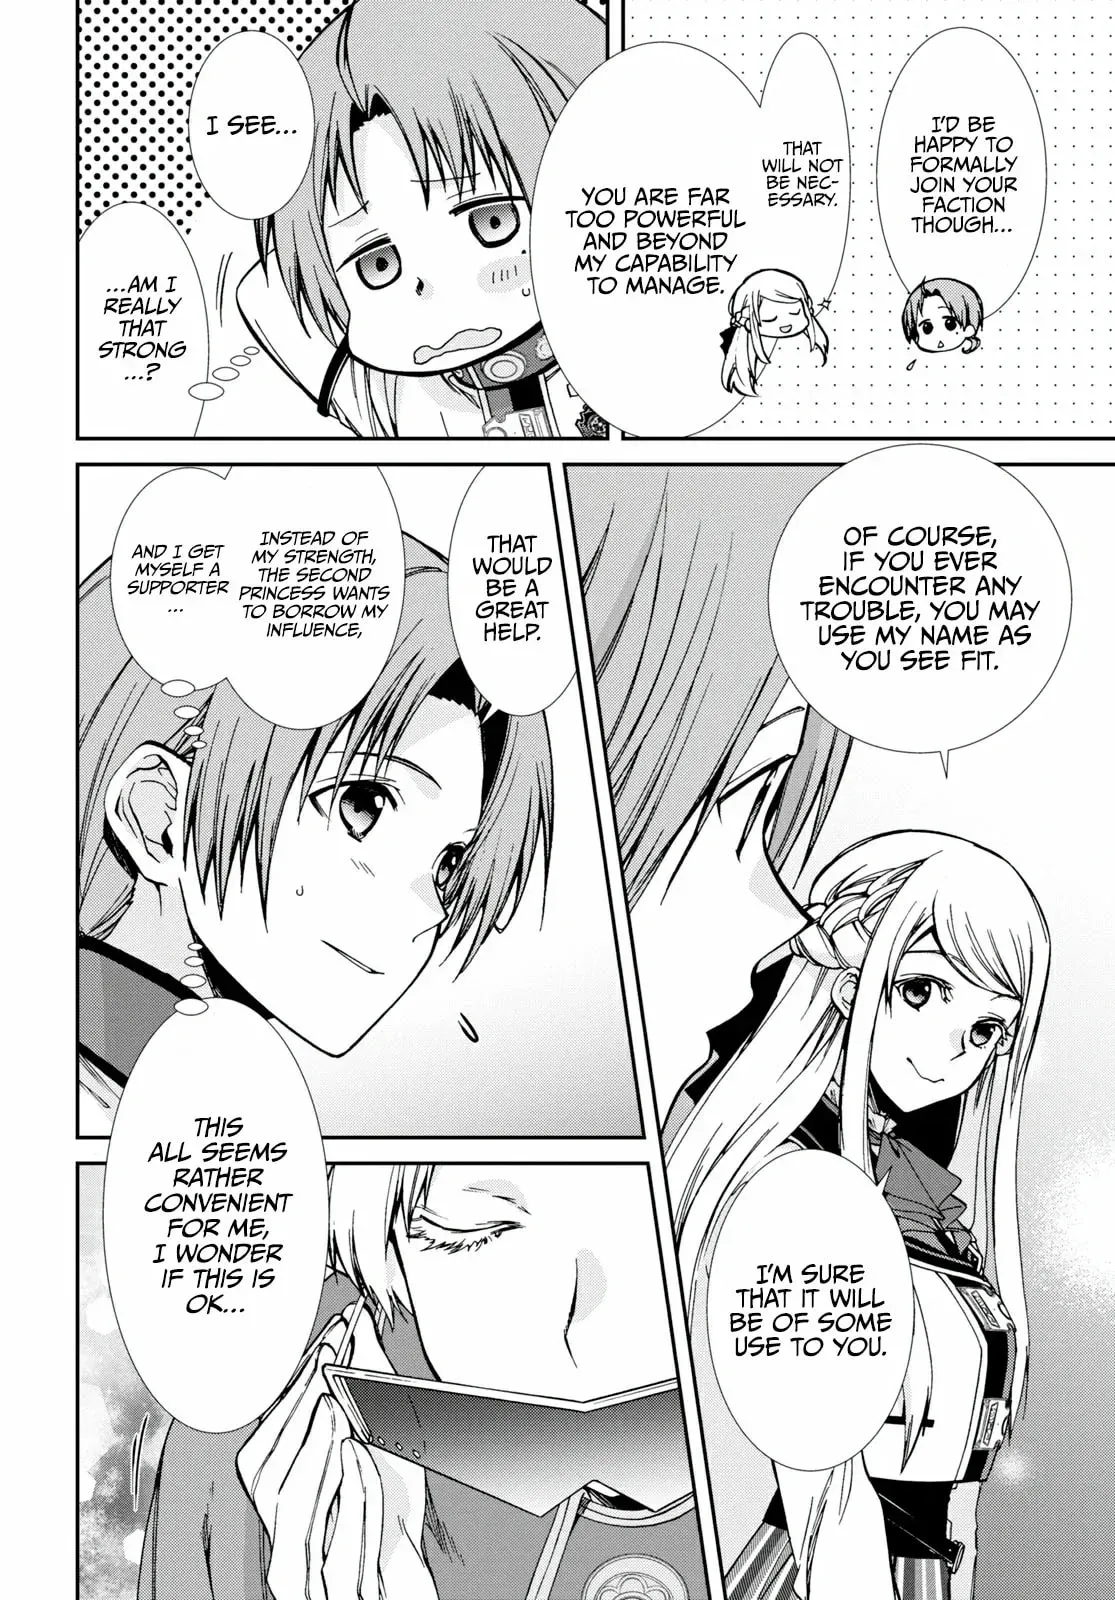 I'D BE
HAPPY TO
FORMALLY
JOIN YOUR
FACTION
THOUGH...
THAT
WILL NOT
BE NEC-
ESSARY.
YOU ARE FAR
TOO POWERFUL
AND BEYOND
MY CAPABILITY
TO MANAGE.
I SEE...
...AM I
REALLY
THAT
STRONG
...?
OF COURSE,
IF YOU EVER
ENCOUNTER ANY
TROUBLE, YOU MAY
USE MY NAME AS
YOU SEE FIT.
I'M SURE
THAT IT WILL
BE OF SOME
USE TO YOU.
THAT
WOULD
BE A
GREAT
HELP.
INSTEAD OF
MY STRENGTH,
THE SECOND
PRINCESS WANTS
TO BORROW MY
INFLUENCE,
AND I GET
MYSELF A
SUPPORTER
...
THIS
ALL SEEMS
RATHER
CONVENIENT
FOR ME,
I WONDER
IF THIS IS
OK...